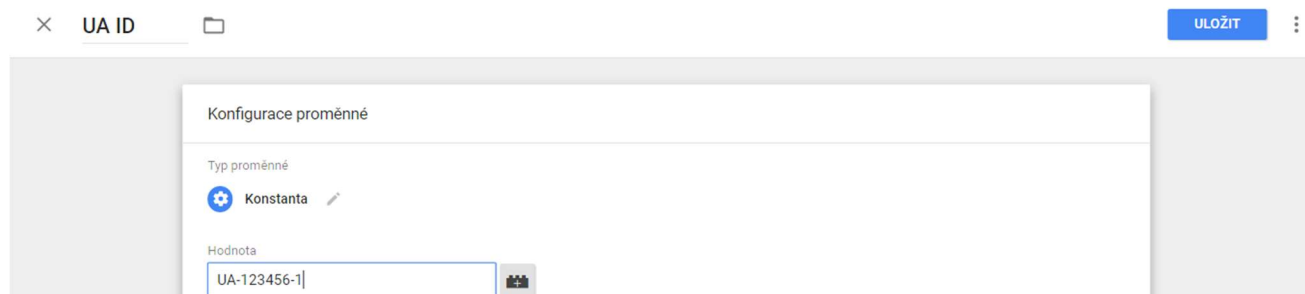 UA ID
ULOŽIT
Konfigurace proměnné
Typ proměnné
Konstanta
Hodnota
UA-123456-1